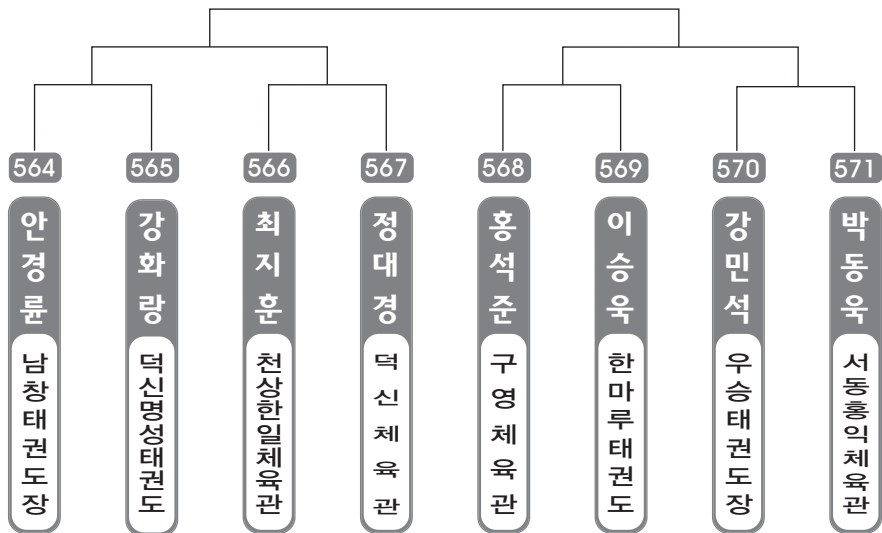 564
565
566
567
568
569
570
571
안경륜
강화랑
최지훈
정대경
홍석준
이승욱
강민석
박동욱
남창태권도장
덕신명성태권도
천상한일체육관
덕신체육관
구영체육관
한마루태권도
우승태권도장
서동홍익체육관